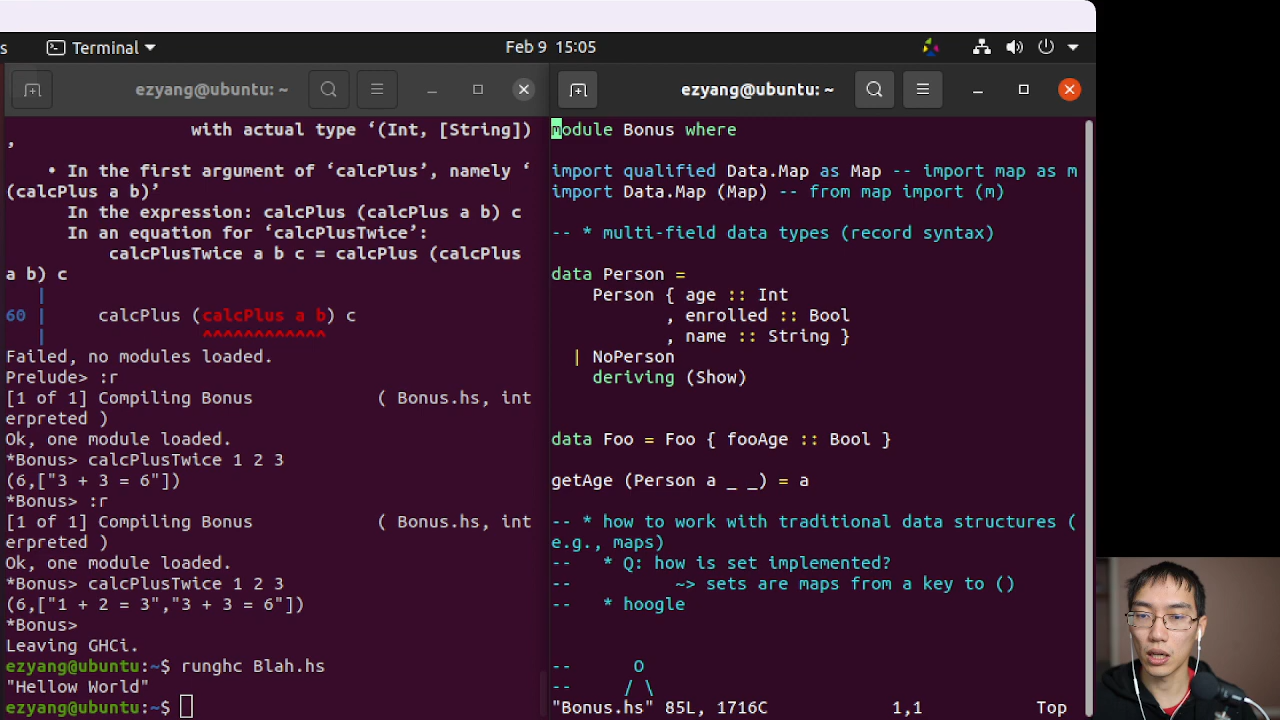 s Terminal Feb 9 15:05
ezyang@ubuntu: ~
with actual type ‘(Int, [String])
’
• In the first argument of ‘calcPlus’, namely ‘
(calcPlus a b)’
In the expression: calcPlus (calcPlus a b) c
In an equation for ‘calcPlusTwice’:
calcPlusTwice a b c = calcPlus (calcPlus
a b) c
|
60 | calcPlus (calcPlus a b) c
| ^^^^^^^^^^^^
Failed, no modules loaded.
Prelude> :r
[1 of 1] Compiling Bonus ( Bonus.hs, int
erpreted )
Ok, one module loaded.
*Bonus> calcPlusTwice 1 2 3
(6,["3 + 3 = 6"])
*Bonus> :r
[1 of 1] Compiling Bonus ( Bonus.hs, int
erpreted )
Ok, one module loaded.
*Bonus> calcPlusTwice 1 2 3
(6,["1 + 2 = 3","3 + 3 = 6"])
*Bonus>
Leaving GHCi.
ezyang@ubuntu:~$ runghc Blah.hs
"Hellow World"
ezyang@ubuntu:~$
ezyang@ubuntu: ~
module Bonus where
import qualified Data.Map as Map -- import map as m
import Data.Map (Map) -- from map import (m)
-- * multi-field data types (record syntax)
data Person =
Person { age :: Int
, enrolled :: Bool
, name :: String }
| NoPerson
deriving (Show)
data Foo = Foo { fooAge :: Bool }
getAge (Person a _ _) = a
-- * how to work with traditional data structures (
e.g., maps)
-- * Q: how is set implemented?
-- ~> sets are maps from a key to ()
-- * hoogle
-- O
-- / \
"Bonus.hs" 85L, 1716C 1,1 Top